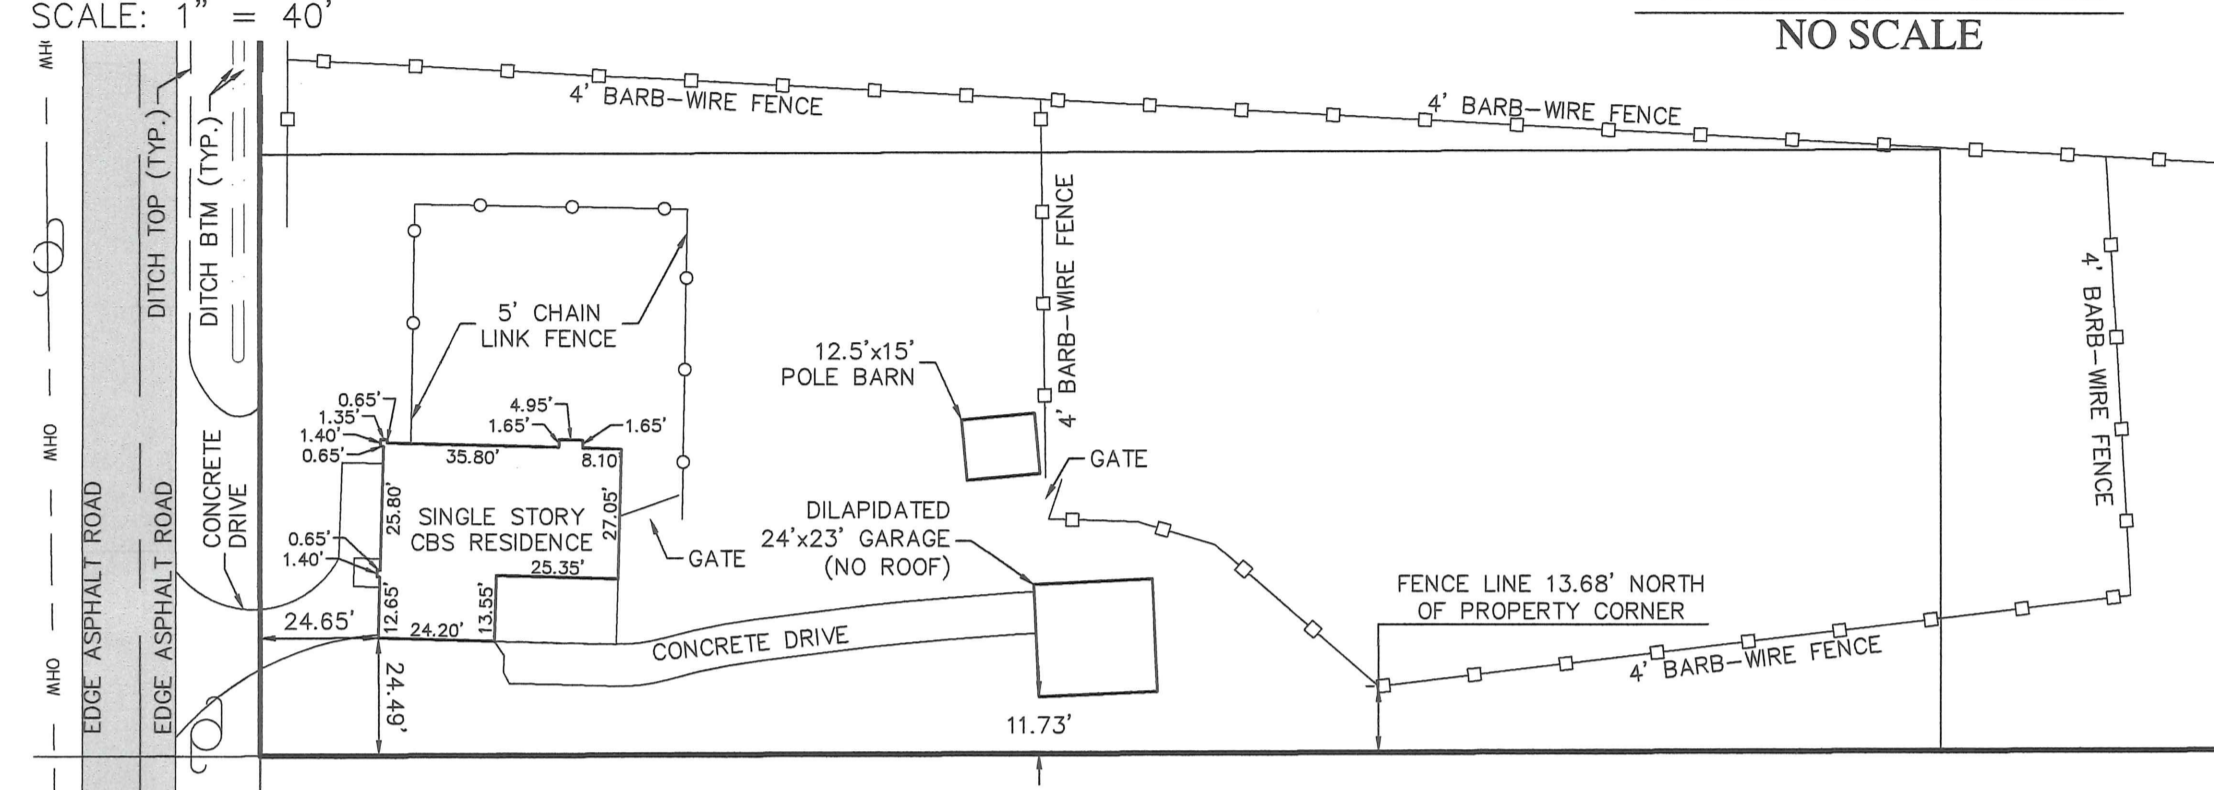 SCALE: 1" = 40'
NO SCALE
OHW
4' BARB-WIRE FENCE
4' BARB-WIRE FENCE
DITCH TOP (TYP.)
DITCH BTM (TYP.)
4' BARB-WIRE FENCE
4' BARB-WIRE FENCE
5' CHAIN
LINK FENCE
12.5'x15'
POLE BARN
0.65'
1.35'
1.40'
0.65'
4.95'
1.65'
1.65'
35.80'
8.10'
GATE
OHW
CONCRETE
DRIVE
25.80'
27.05'
SINGLE STORY
CBS RESIDENCE
DILAPIDATED
24'x23' GARAGE
(NO ROOF)
0.65'
1.40'
GATE
25.35'
FENCE LINE 13.68' NORTH
OF PROPERTY CORNER
24.65'
12.65'
24.20'
13.55'
CONCRETE DRIVE
4' BARB-WIRE FENCE
EDGE ASPHALT ROAD
EDGE ASPHALT ROAD
OHW
24.49'
11.73'